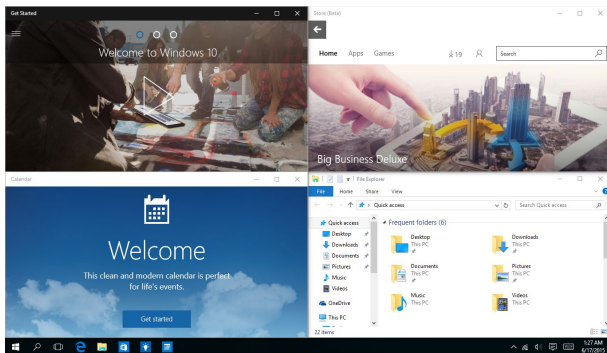 Get Started
Welcome to Windows 10
Store (Beta)
Home Apps Games
19
Search
Big Business Deluxe
Calendar
Welcome
This clean and modern calendar is perfect
for life's events.
Get started
File Explorer
File Home Share View
Quick access
Search Quick access
Quick access
Desktop
Downloads
Documents
Pictures
Music
Videos
OneDrive
This PC
Frequent folders (6)
Desktop
This PC
Downloads
This PC
Documents
This PC
Pictures
This PC
Music
This PC
Videos
This PC
22 items
1:27 AM
6/17/2015